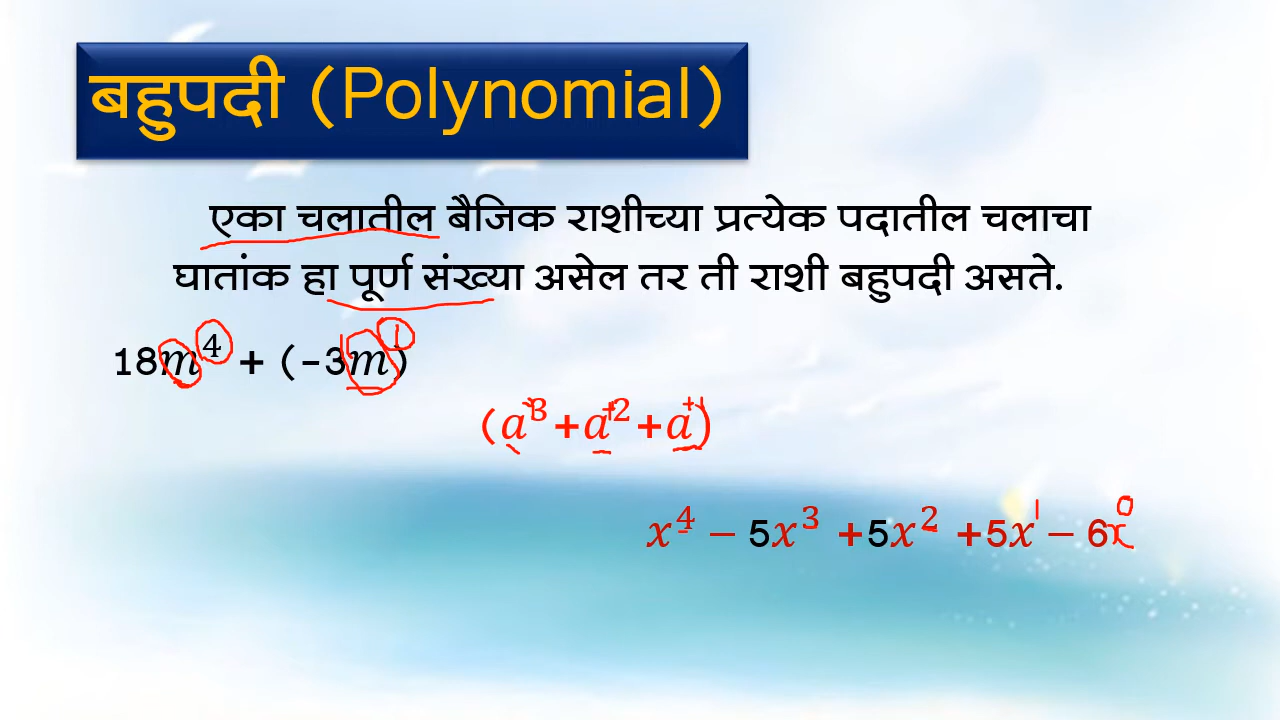 बहुपदी (Polynomial)
एका चलातील बैजिक राशीच्या प्रत्येक पदातील चलाचा
घातांक हा पूर्ण संख्या असेल तर ती राशी बहुपदी असते.
18m⁴ + (-3m¹)
(a³+a²+a¹)
x⁴ – 5x³ +5x² +5x¹ – 6x⁰